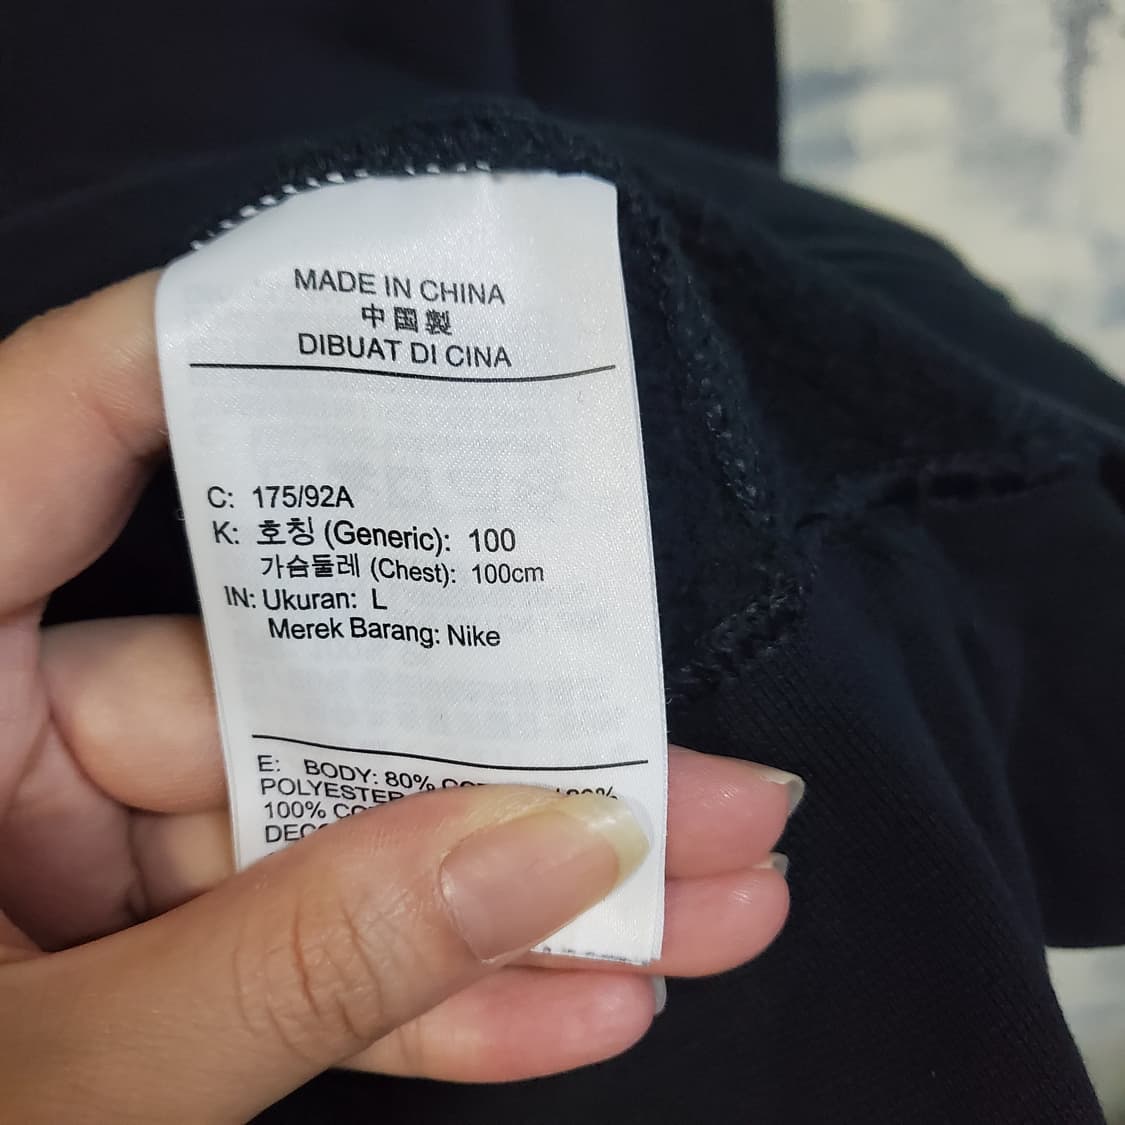 MADE IN CHINA
中国製
DIBUAT DI CINA
C: 175/92A
K: 호칭 (Generic): 100
가슴둘레 (Chest): 100cm
IN: Ukuran: L
Merek Barang: Nike
E: BODY: 80%
POLYESTER
100%